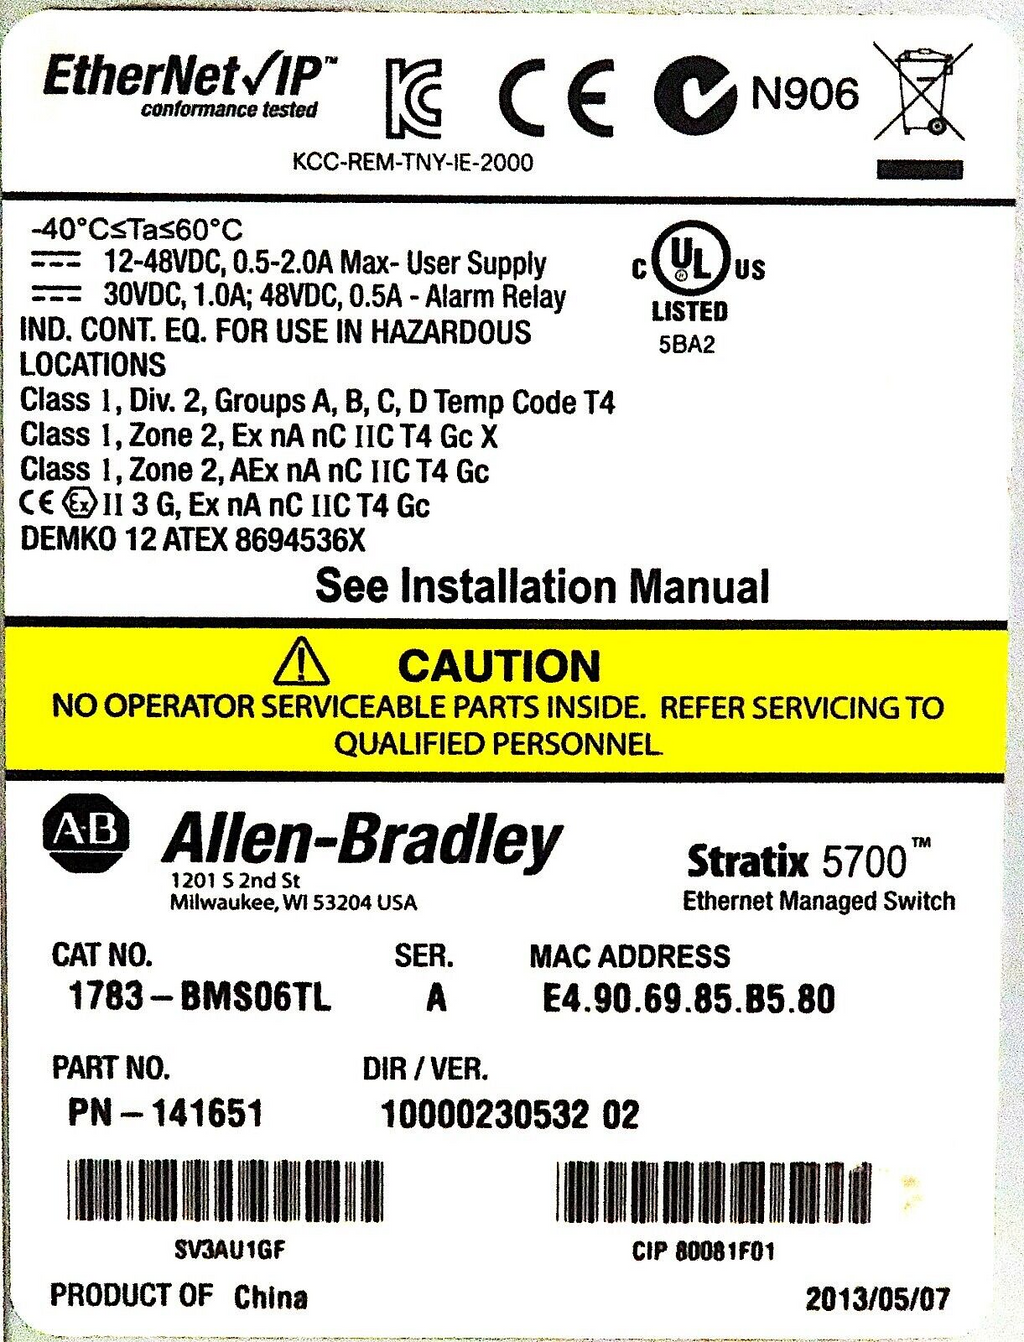 EtherNet/IP™
conformance tested
KC CE N906
KCC-REM-TNY-IE-2000
-40°C≤Ta≤60°C
12-48VDC, 0.5-2.0A Max- User Supply
30VDC, 1.0A; 48VDC, 0.5A - Alarm Relay
C UL US
LISTED
5BA2
IND. CONT. EQ. FOR USE IN HAZARDOUS
LOCATIONS
Class 1, Div. 2, Groups A, B, C, D Temp Code T4
Class 1, Zone 2, Ex nA nC IIC T4 Gc X
Class 1, Zone 2, AEx nA nC IIC T4 Gc
CE Ex II 3 G, Ex nA nC IIC T4 Gc
DEMKO 12 ATEX 8694536X
See Installation Manual
CAUTION
NO OPERATOR SERVICEABLE PARTS INSIDE. REFER SERVICING TO
QUALIFIED PERSONNEL
A·B Allen-Bradley
1201 S 2nd St
Milwaukee, WI 53204 USA
Stratix 5700™
Ethernet Managed Switch
CAT NO. SER. MAC ADDRESS
1783-BMS06TL A E4.90.69.85.B5.80
PART NO. DIR / VER.
PN-141651 10000230532 02
SV3AU1GF CIP 80081F01
PRODUCT OF China 2013/05/07